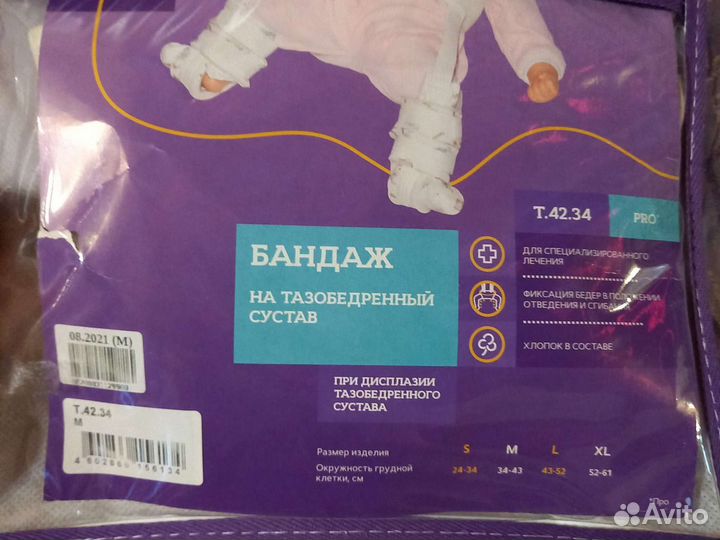 Т.42.34
PRO*
БАНДАЖ
НА ТАЗОБЕДРЕННЫЙ
СУСТАВ
ДЛЯ СПЕЦИАЛИЗИРОВАННОГО
ЛЕЧЕНИЯ
ФИКСАЦИЯ БЕДЕР В ПОЛОЖЕНИИ
ОТВЕДЕНИЯ И СГИБАНИЯ
ХЛОПОК В СОСТАВЕ
ПРИ ДИСПЛАЗИИ
ТАЗОБЕДРЕННОГО
СУСТАВА
08.2021 (М)
Т.42.34
М
Размер изделия S M L XL
Окружность грудной
клетки, см 24-34 34-43 43-52 52-61
*Про
Avito